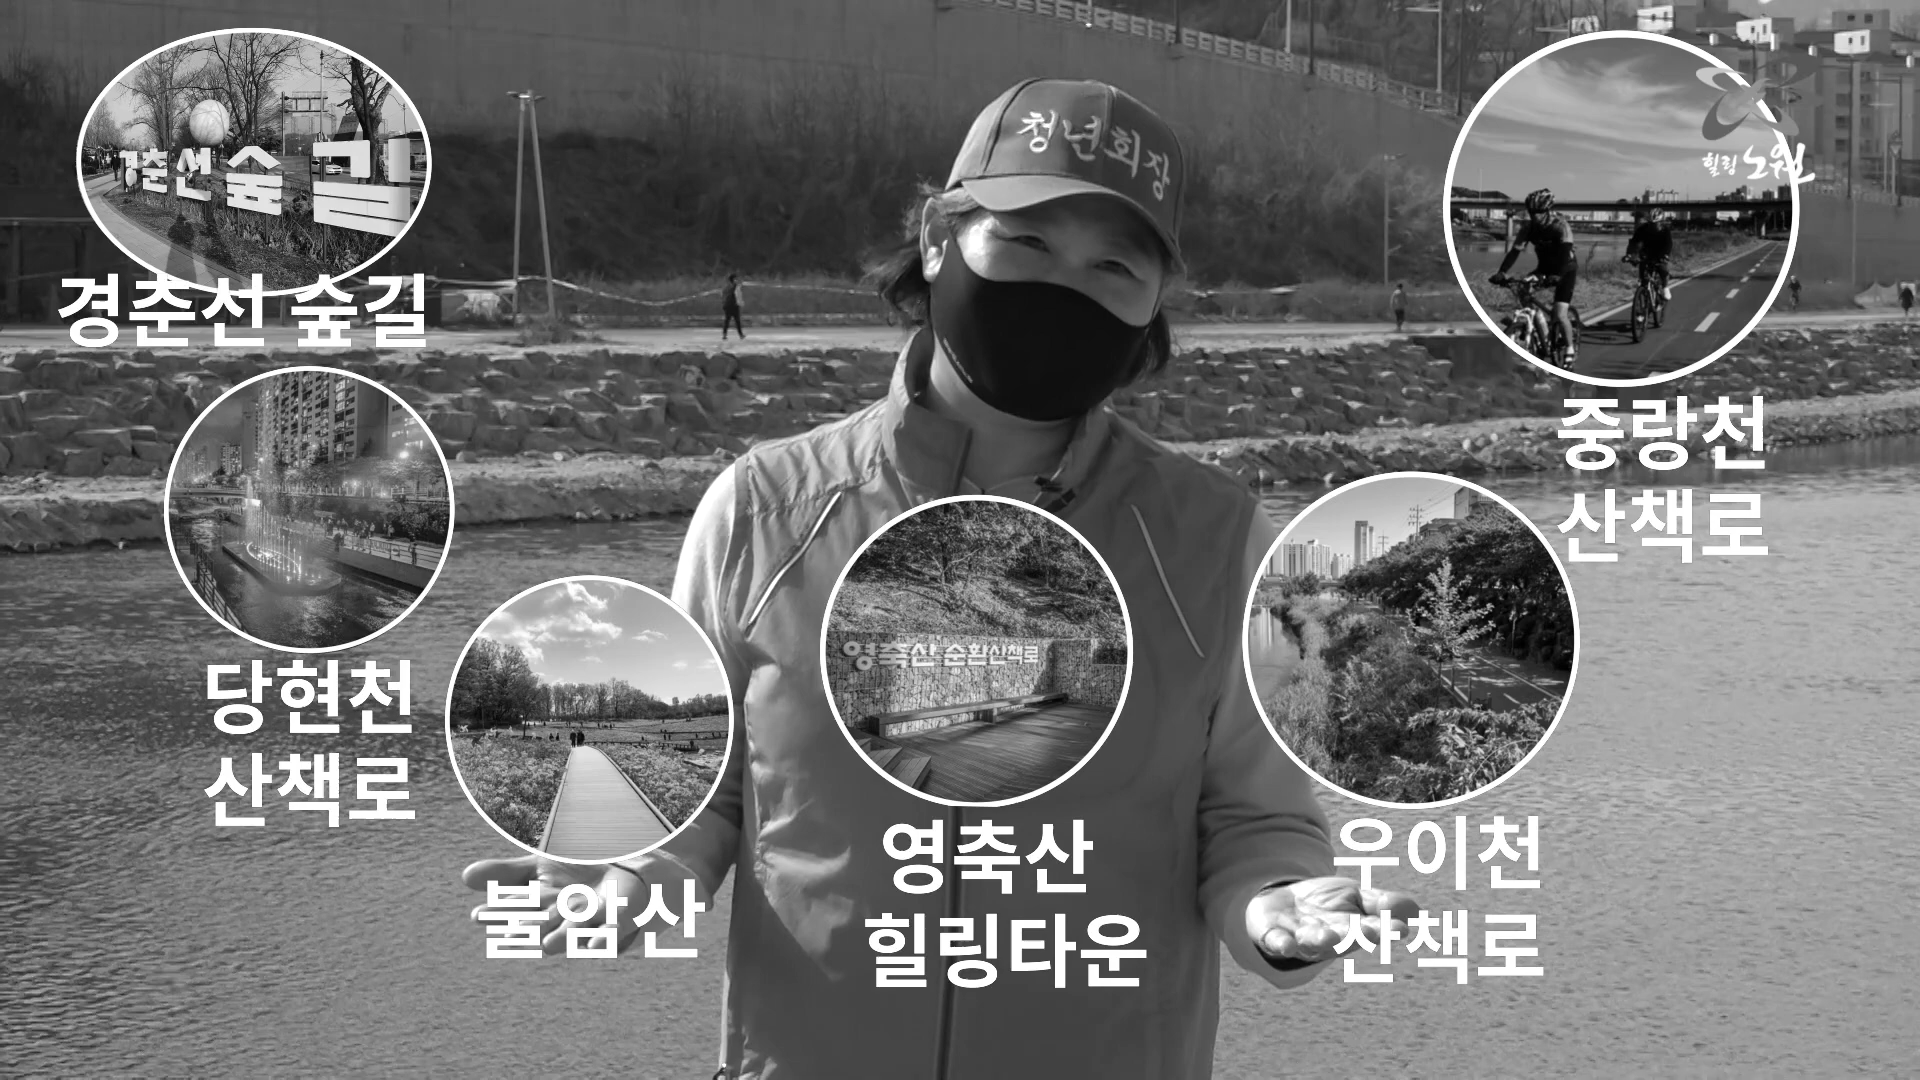 청년회장
경춘선 숲길
힐링 노원
경춘선 숲길
중랑천
산책로
당현천
산책로
영축산 순환산책로
불암산
영축산
힐링타운
우이천
산책로